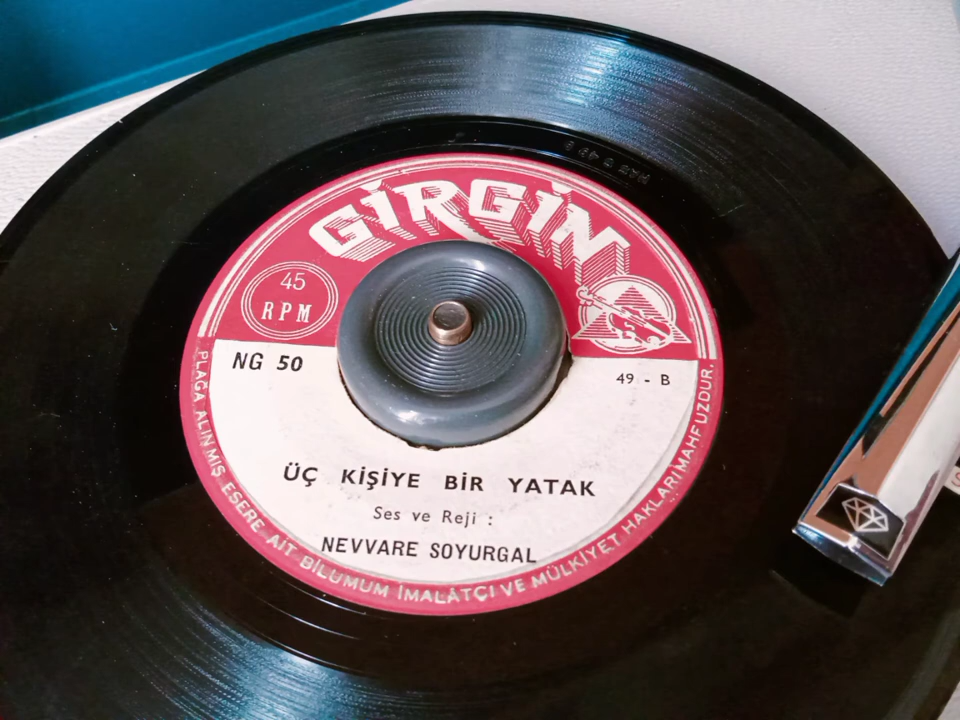 GİRGİN
45
RPM
NG 50
49 - B
ÜÇ KİŞİYE BİR YATAK
Ses ve Reji :
NEVVARE SOYURGAL
PLAĞA ALINMIŞ ESERE AİT BİLUMUM İMALÂTÇI VE MÜLKİYET HAKLARI MAHFUZDUR.